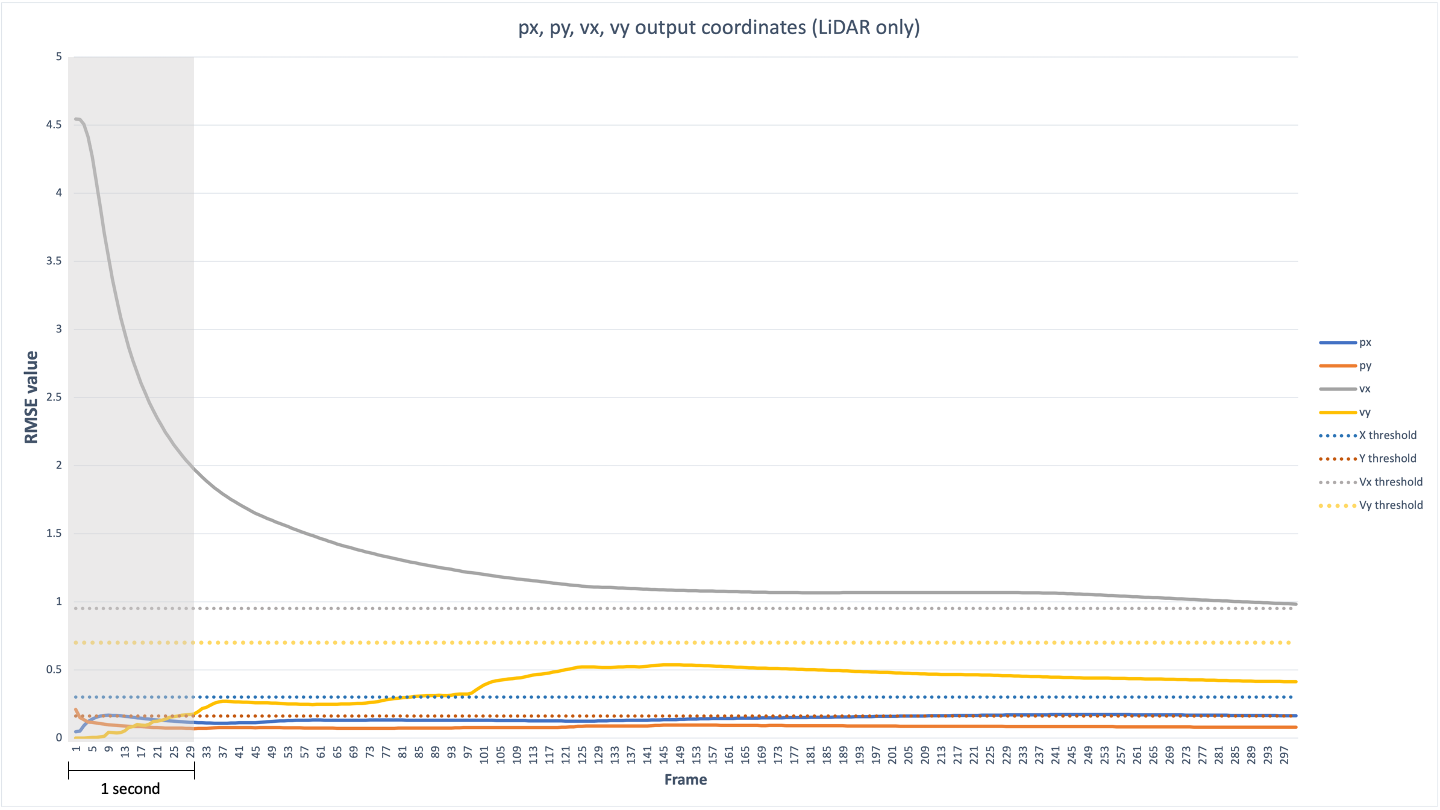 px, py, vx, vy output coordinates (LiDAR only)
5
4.5
4
3.5
3
2.5
2
1.5
1
0.5
0
RMSE value
1 5 9 13 17 21 25 29 33 37 41 45 49 53 57 61 65 69 73 77 81 85 89 93 97 101 105 109 113 117 121 125 129 133 137 141 145 149 153 157 161 165 169 173 177 181 185 189 193 197 201 205 209 213 217 221 225 229 233 237 241 245 249 253 257 261 265 269 273 277 281 285 289 293 297
Frame
1 second
px
py
vx
vy
X threshold
Y threshold
Vx threshold
Vy threshold